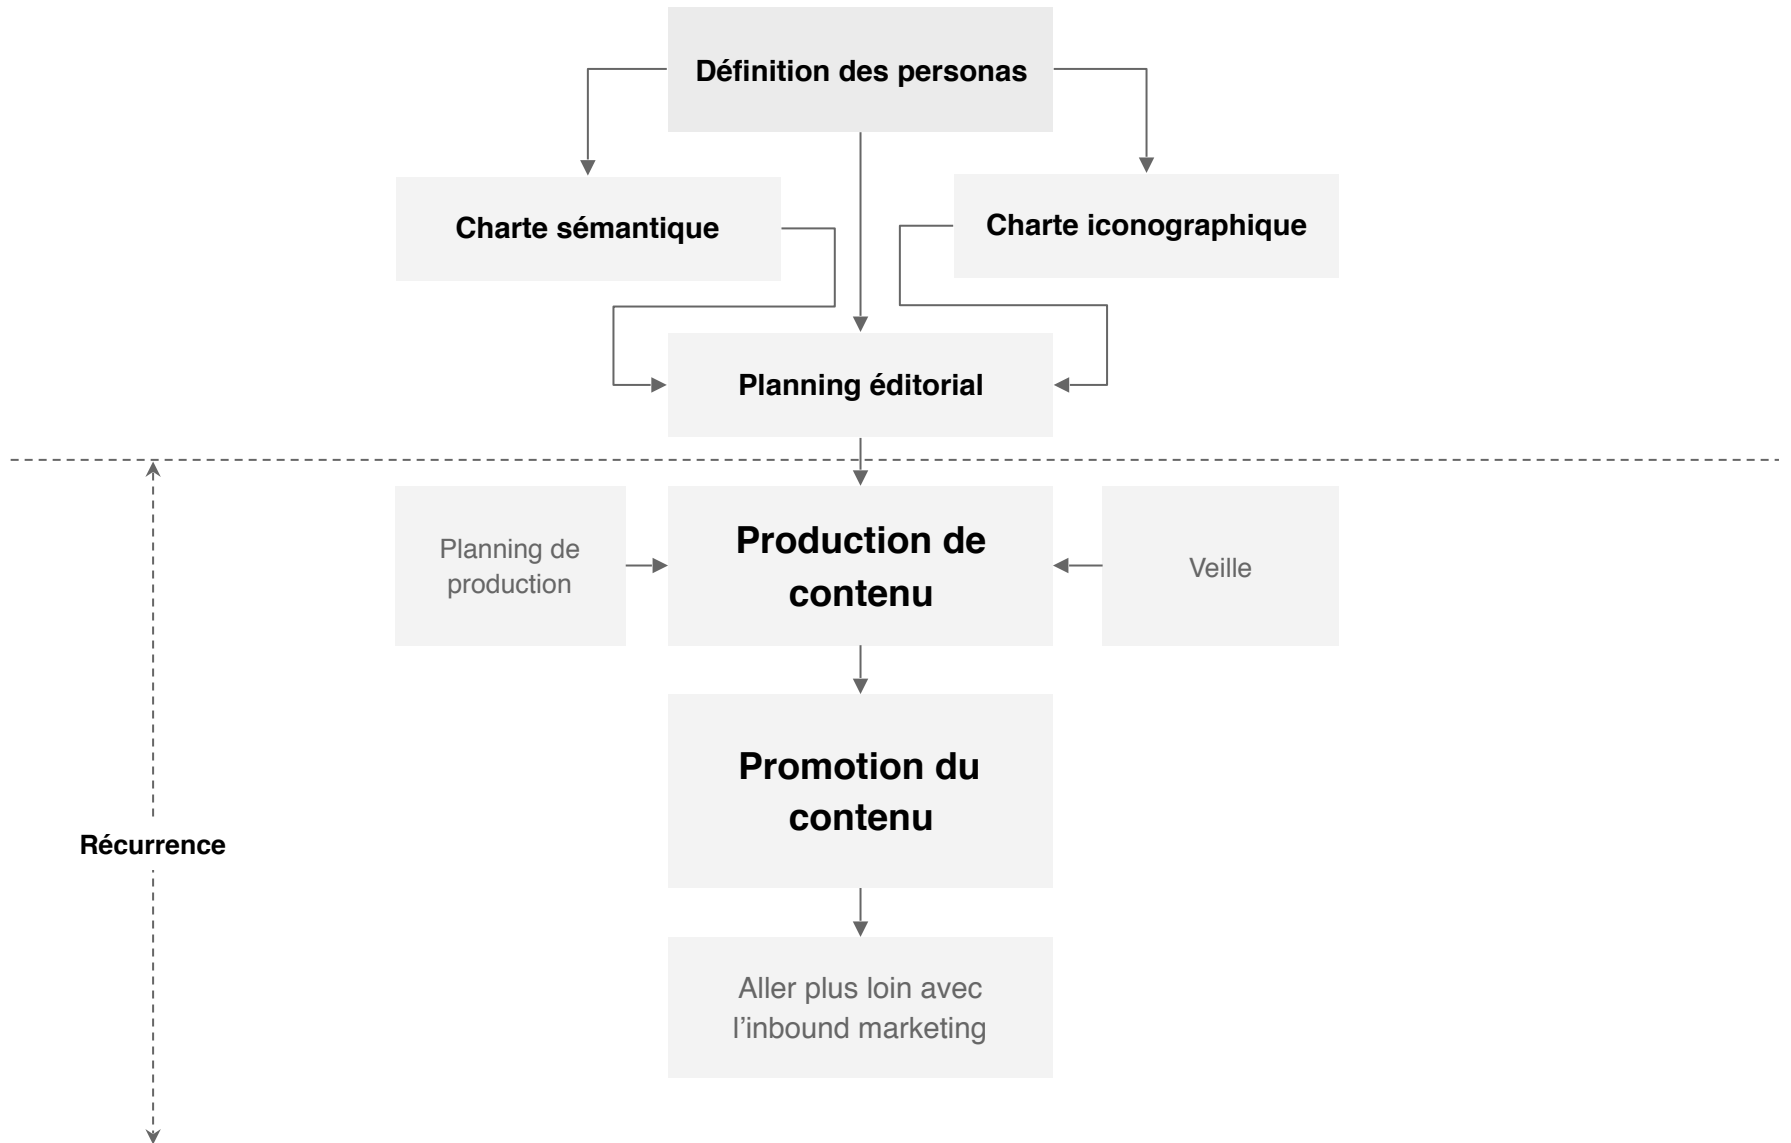 Définition des personas
Charte sémantique
Charte iconographique
Planning éditorial
Planning de
production
Production de
contenu
Veille
Promotion du
contenu
Récurrence
Aller plus loin avec
l’inbound marketing